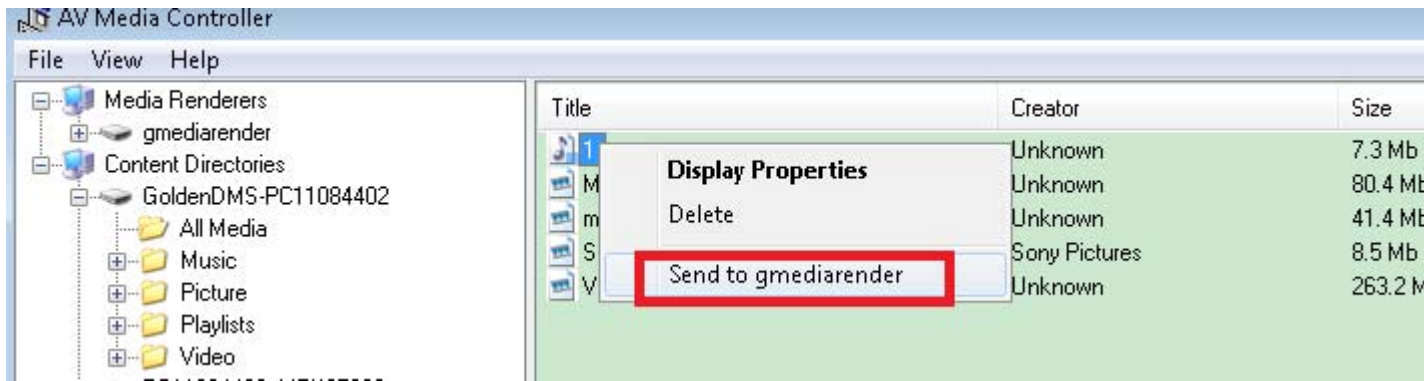 AV Media Controller
File View Help
Media Renderers
gmediarender
Content Directories
GoldenDMS-PC11084402
All Media
Music
Picture
Playlists
Video
Title Creator Size
1 Unknown 7.3 Mb
M Unknown 80.4 Mb
m Unknown 41.4 Mb
S Sony Pictures 8.5 Mb
V Unknown 263.2 M
Display Properties
Delete
Send to gmediarender